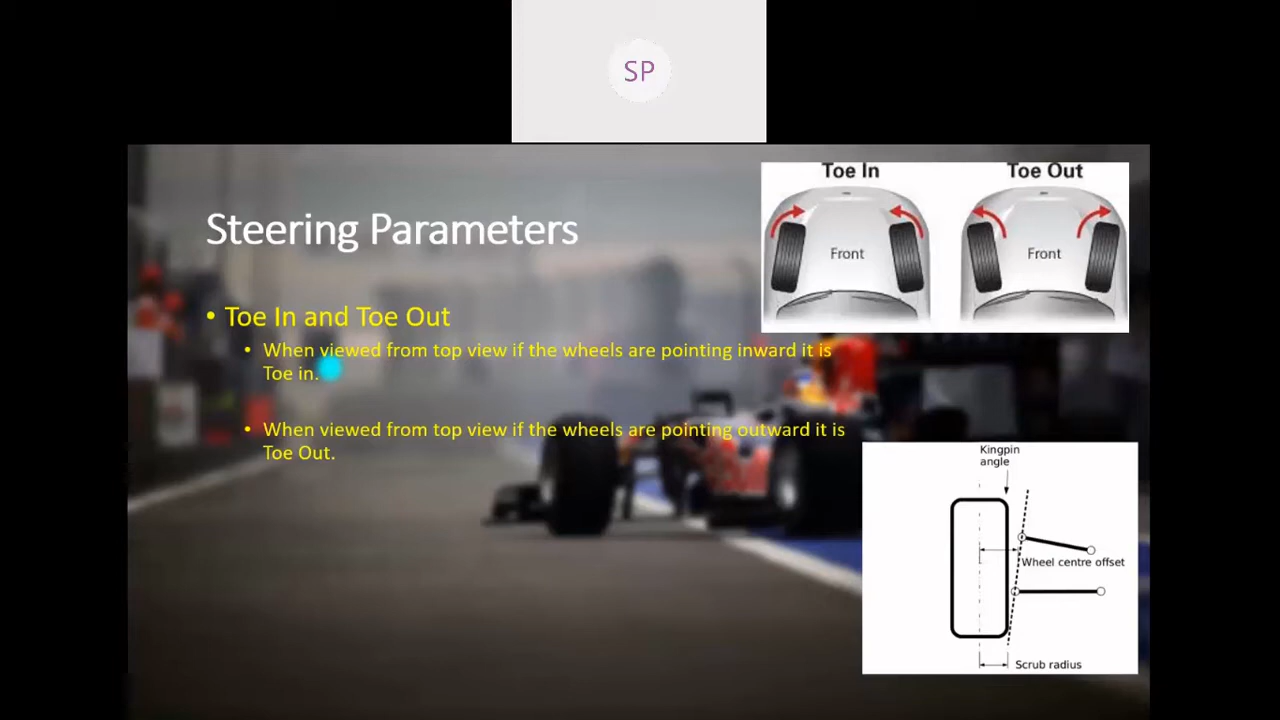 SP
Steering Parameters
• Toe In and Toe Out
• When viewed from top view if the wheels are pointing inward it is
Toe in.
• When viewed from top view if the wheels are pointing outward it is
Toe Out.
Toe In
Toe Out
Front
Front
Kingpin
angle
Wheel centre offset
Scrub radius